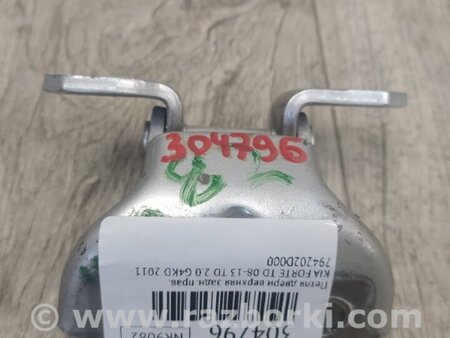 304796
794202D000
KIA FORTE TD 08-13 TD 2.0 G4KD 2011
Петля двери верхняя задн.прав.
304796
NK9082
www.razborki.com